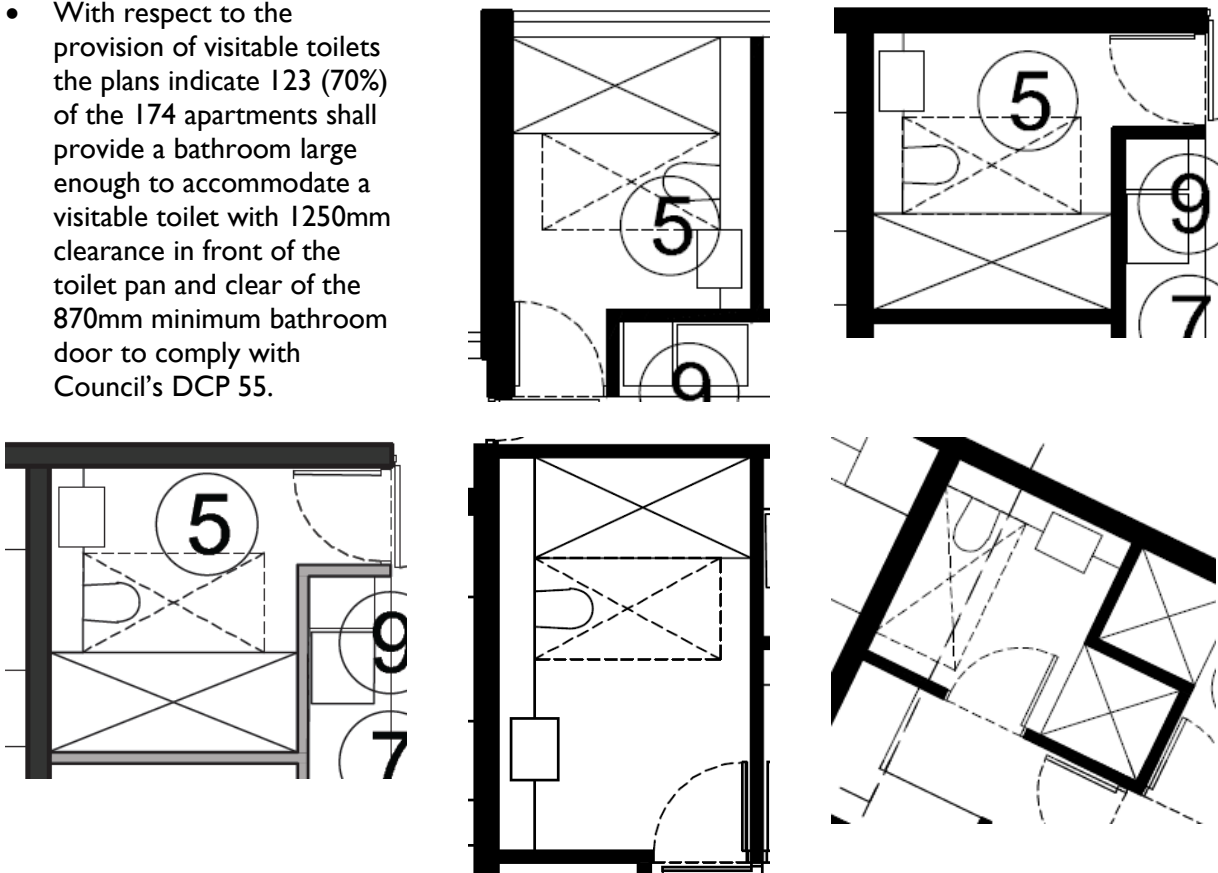 • With respect to the
provision of visitable toilets
the plans indicate 123 (70%)
of the 174 apartments shall
provide a bathroom large
enough to accommodate a
visitable toilet with 1250mm
clearance in front of the
toilet pan and clear of the
870mm minimum bathroom
door to comply with
Council's DCP 55.
5
9
5
9
7
5
9
7